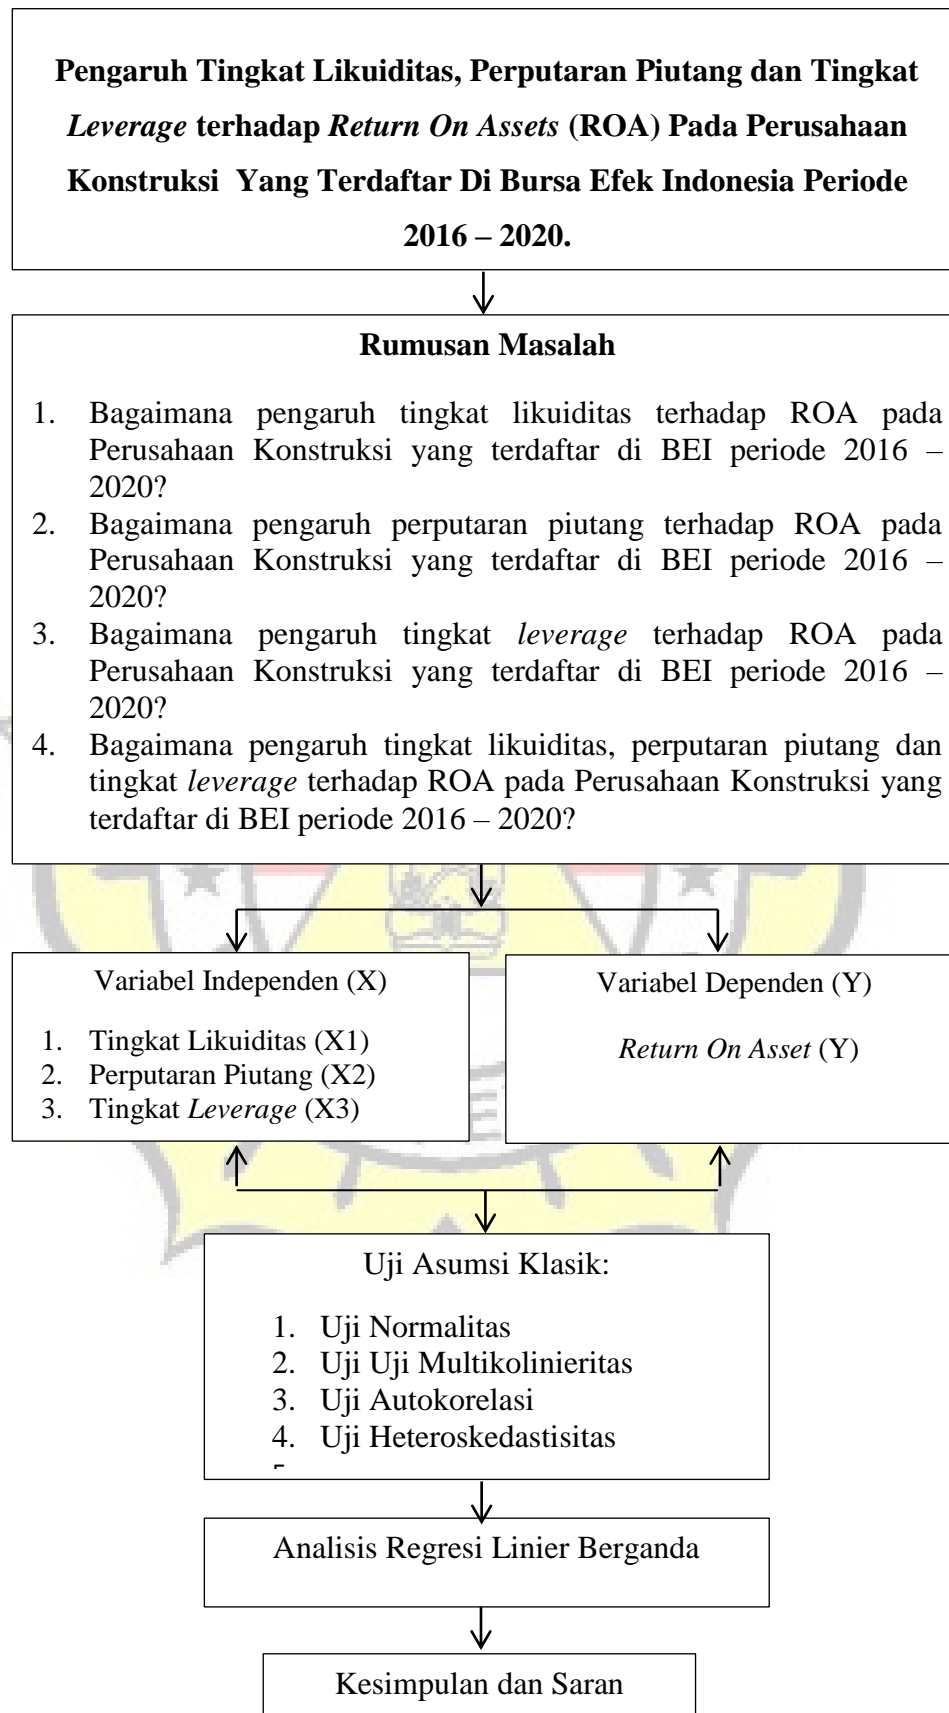 Pengaruh Tingkat Likuiditas, Perputaran Piutang dan Tingkat
Leverage terhadap Return On Assets (ROA) Pada Perusahaan
Konstruksi Yang Terdaftar Di Bursa Efek Indonesia Periode
2016 – 2020.
Rumusan Masalah
1. Bagaimana pengaruh tingkat likuiditas terhadap ROA pada
Perusahaan Konstruksi yang terdaftar di BEI periode 2016 –
2020?
2. Bagaimana pengaruh perputaran piutang terhadap ROA pada
Perusahaan Konstruksi yang terdaftar di BEI periode 2016 –
2020?
3. Bagaimana pengaruh tingkat leverage terhadap ROA pada
Perusahaan Konstruksi yang terdaftar di BEI periode 2016 –
2020?
4. Bagaimana pengaruh tingkat likuiditas, perputaran piutang dan
tingkat leverage terhadap ROA pada Perusahaan Konstruksi yang
terdaftar di BEI periode 2016 – 2020?
Variabel Independen (X)
1. Tingkat Likuiditas (X1)
2. Perputaran Piutang (X2)
3. Tingkat Leverage (X3)
Variabel Dependen (Y)
Return On Asset (Y)
Uji Asumsi Klasik:
1. Uji Normalitas
2. Uji Uji Multikolinieritas
3. Uji Autokorelasi
4. Uji Heteroskedastisitas
Analisis Regresi Linier Berganda
Kesimpulan dan Saran